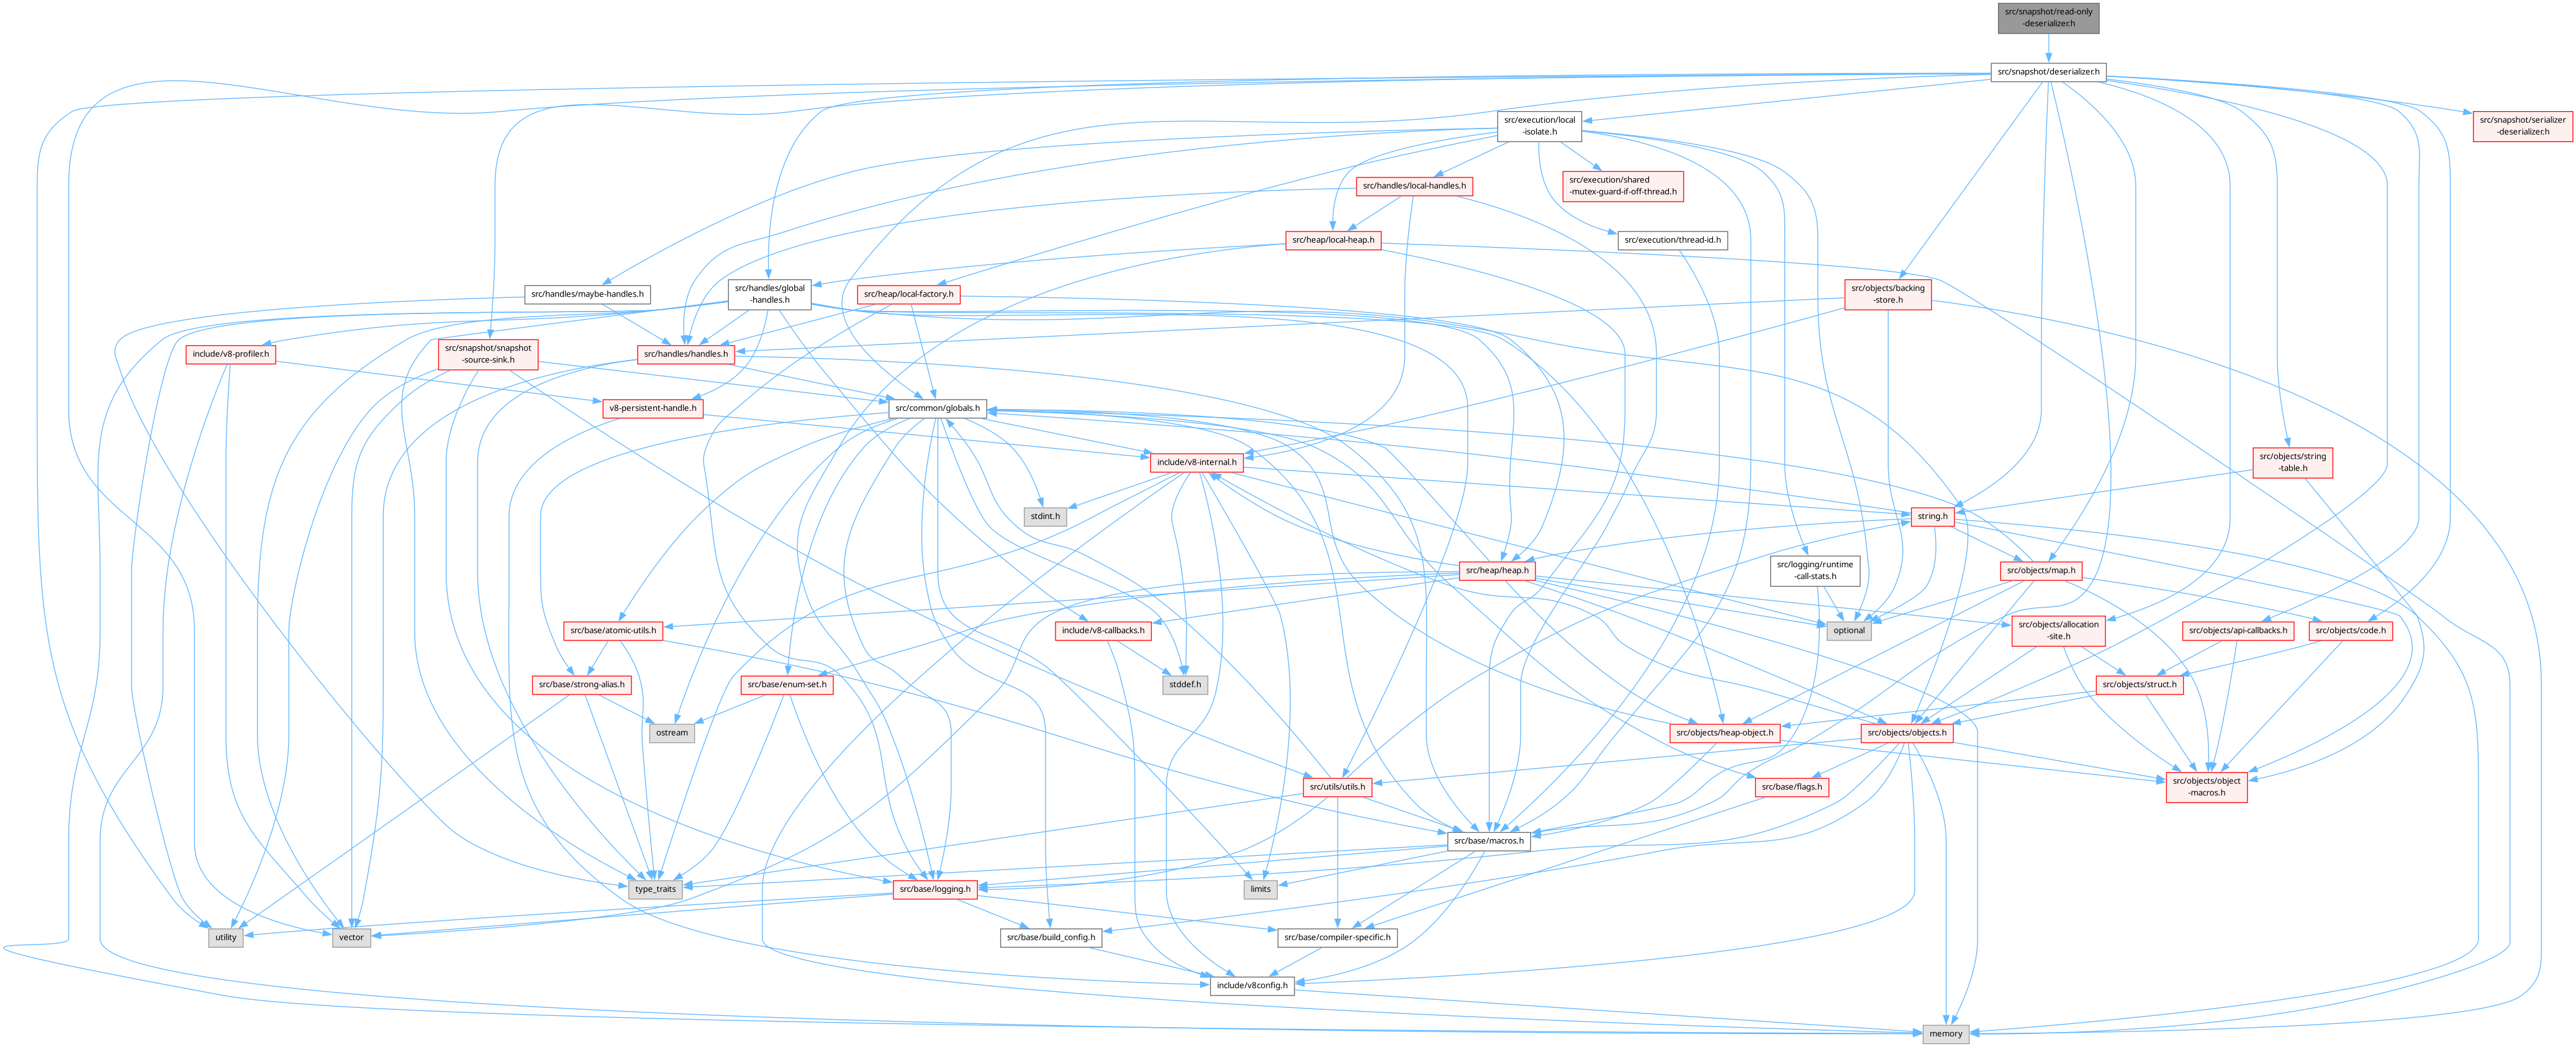 src/snapshot/read-only
-deserializer.h
src/snapshot/deserializer.h
src/execution/local
-isolate.h
src/snapshot/serializer
-deserializer.h
src/handles/local-handles.h
src/execution/shared
-mutex-guard-if-off-thread.h
src/heap/local-heap.h
src/execution/thread-id.h
src/handles/maybe-handles.h
src/handles/global
-handles.h
src/heap/local-factory.h
src/objects/backing
-store.h
include/v8-profiler.h
src/snapshot/snapshot
-source-sink.h
src/handles/handles.h
v8-persistent-handle.h
src/common/globals.h
include/v8-internal.h
src/objects/string
-table.h
stdint.h
string.h
src/heap/heap.h
src/logging/runtime
-call-stats.h
src/objects/map.h
src/base/atomic-utils.h
include/v8-callbacks.h
optional
src/objects/allocation
-site.h
src/objects/api-callbacks.h
src/objects/code.h
src/base/strong-alias.h
src/base/enum-set.h
stddef.h
src/objects/struct.h
ostream
src/objects/heap-object.h
src/objects/objects.h
src/utils/utils.h
src/base/flags.h
src/objects/object
-macros.h
src/base/macros.h
type_traits
src/base/logging.h
limits
utility
vector
src/base/build_config.h
src/base/compiler-specific.h
include/v8config.h
memory